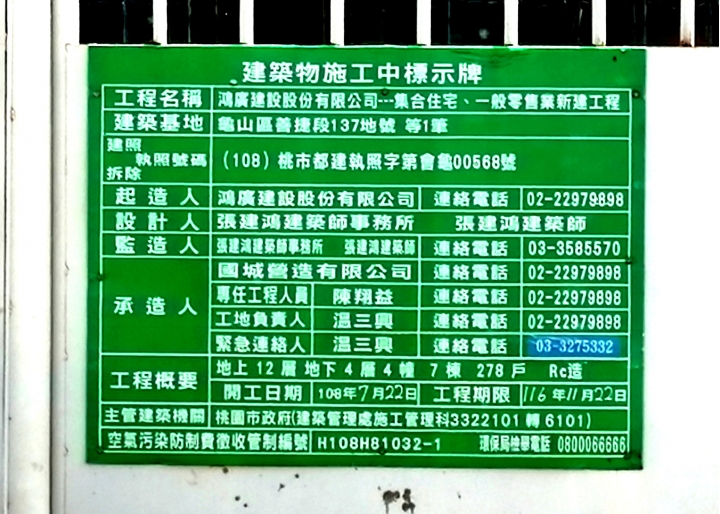 建築物施工中標示牌
工程名稱 鴻廣建設股份有限公司---集合住宅、一般零售業新建工程
建築基地 龜山區善捷段137地號 等1筆
建照
執照號碼 (108) 桃市都建執照字第會龜00568號
拆除
起造人 鴻廣建設股份有限公司 連絡電話 02-22979898
設計人 張建鴻建築師事務所 張建鴻建築師
監造人 張建鴻建築師事務所 張建鴻建築師 連絡電話 03-3585570
承造人 國城營造有限公司 連絡電話 02-22979898
專任工程人員 陳翔益 連絡電話 02-22979898
工地負責人 溫三興 連絡電話 02-22979898
緊急連絡人 溫三興 連絡電話 03-3275332
工程概要 地上12層地下4層4幢 7棟 278戶 Rc造
開工日期 108年7月22日 工程期限 116年11月22日
主管建築機關 桃園市政府(建築管理處施工管理科3322101轉6101)
空氣污染防制費徵收管制編號 H108H81032-1 環保局檢舉電話 0800066666